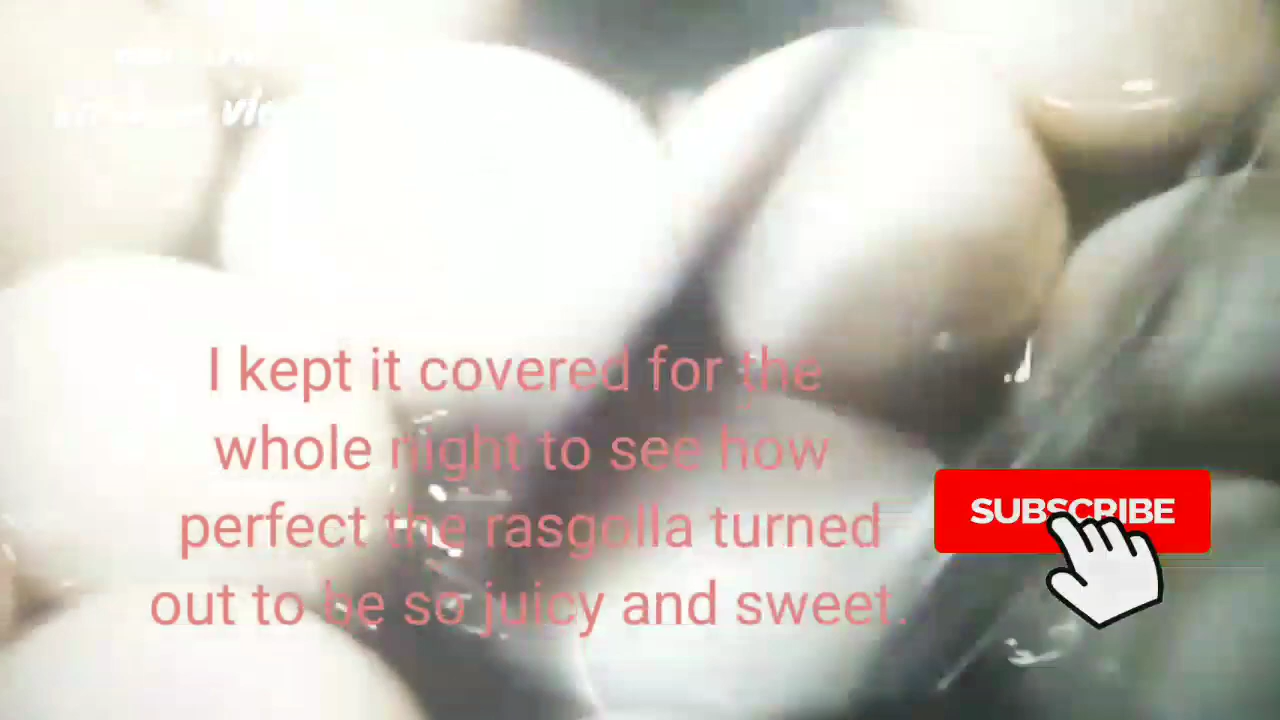 I kept it covered for the
whole night to see how
perfect the rasgolla turned
out to be so juicy and sweet.
SUBSCRIBE